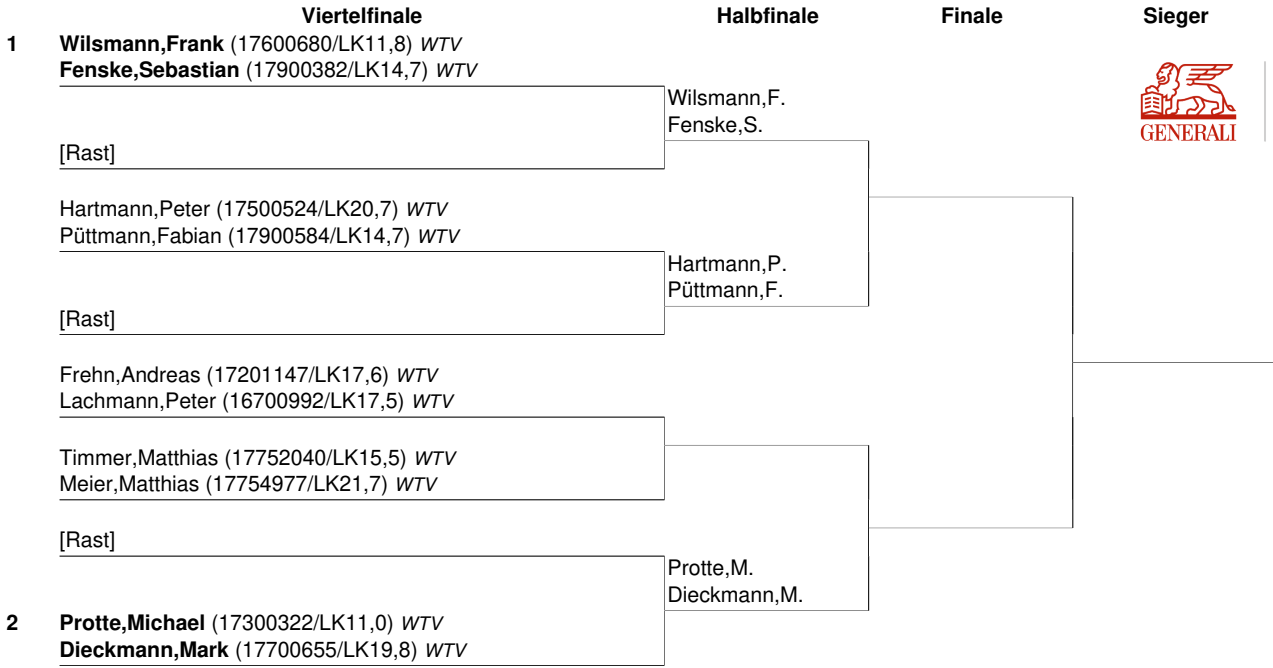 Viertelfinale Halbfinale Finale Sieger
1 Wilsmann,Frank (17600680/LK11,8) WTV
Fenske,Sebastian (17900382/LK14,7) WTV
Wilsmann,F.
Fenske,S.
GENERALI
[Rast]
Hartmann,Peter (17500524/LK20,7) WTV
Püttmann,Fabian (17900584/LK14,7) WTV
Hartmann,P.
Püttmann,F.
[Rast]
Frehn,Andreas (17201147/LK17,6) WTV
Lachmann,Peter (16700992/LK17,5) WTV
Timmer,Matthias (17752040/LK15,5) WTV
Meier,Matthias (17754977/LK21,7) WTV
[Rast]
Protte,M.
Dieckmann,M.
2 Protte,Michael (17300322/LK11,0) WTV
Dieckmann,Mark (17700655/LK19,8) WTV